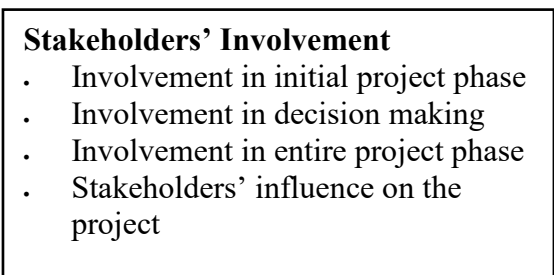 Stakeholders’ Involvement
• Involvement in initial project phase
• Involvement in decision making
• Involvement in entire project phase
• Stakeholders’ influence on the
project